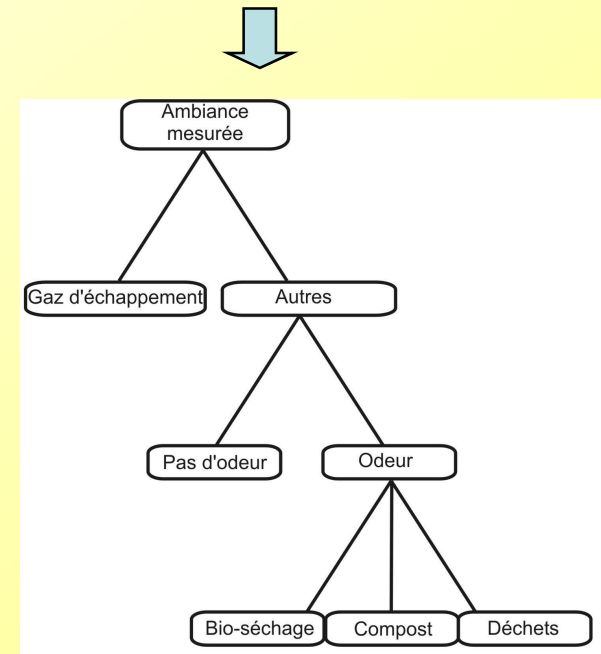 Ambiance
mesurée
Gaz d'échappement
Autres
Pas d'odeur
Odeur
Bio-séchage
Compost
Déchets